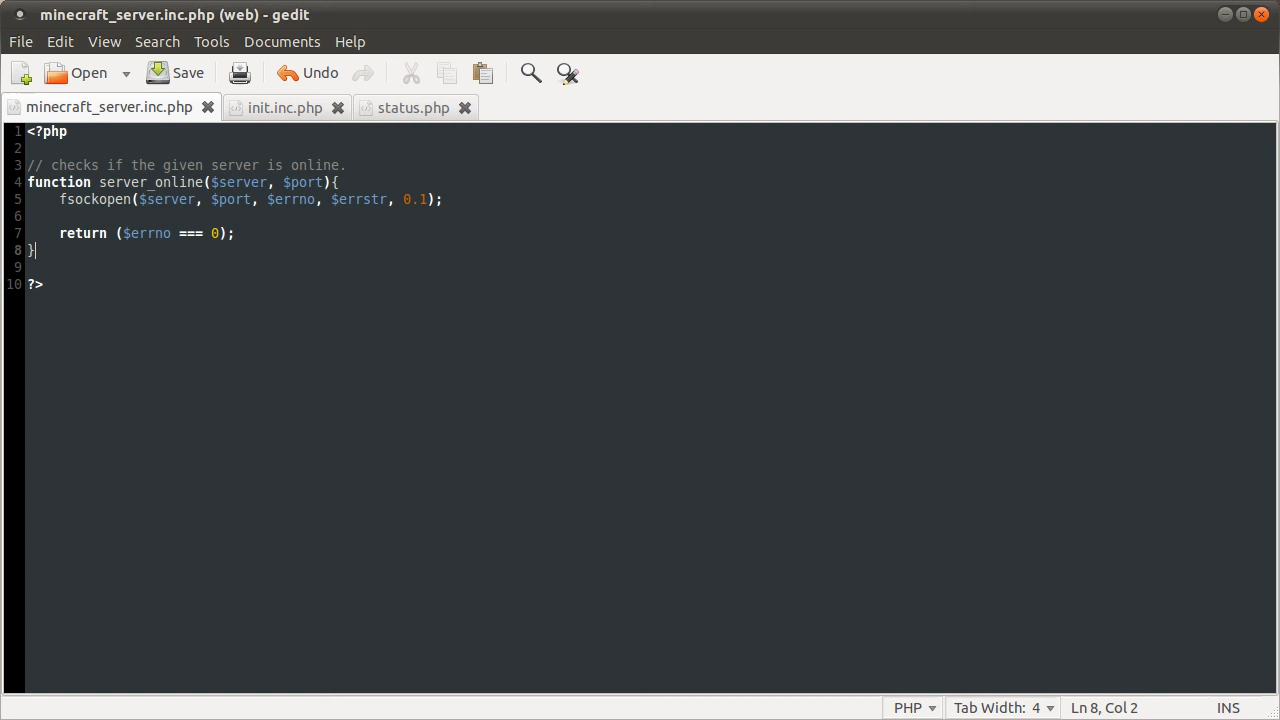 minecraft_server.inc.php (web) - gedit
File Edit View Search Tools Documents Help
Open Save Undo
minecraft_server.inc.php init.inc.php status.php
1 <?php
2
3 // checks if the given server is online.
4 function server_online($server, $port){
5     fsockopen($server, $port, $errno, $errstr, 0.1);
6
7     return ($errno === 0);
8 }
9
10 ?>
PHP Tab Width: 4 Ln 8, Col 2 INS